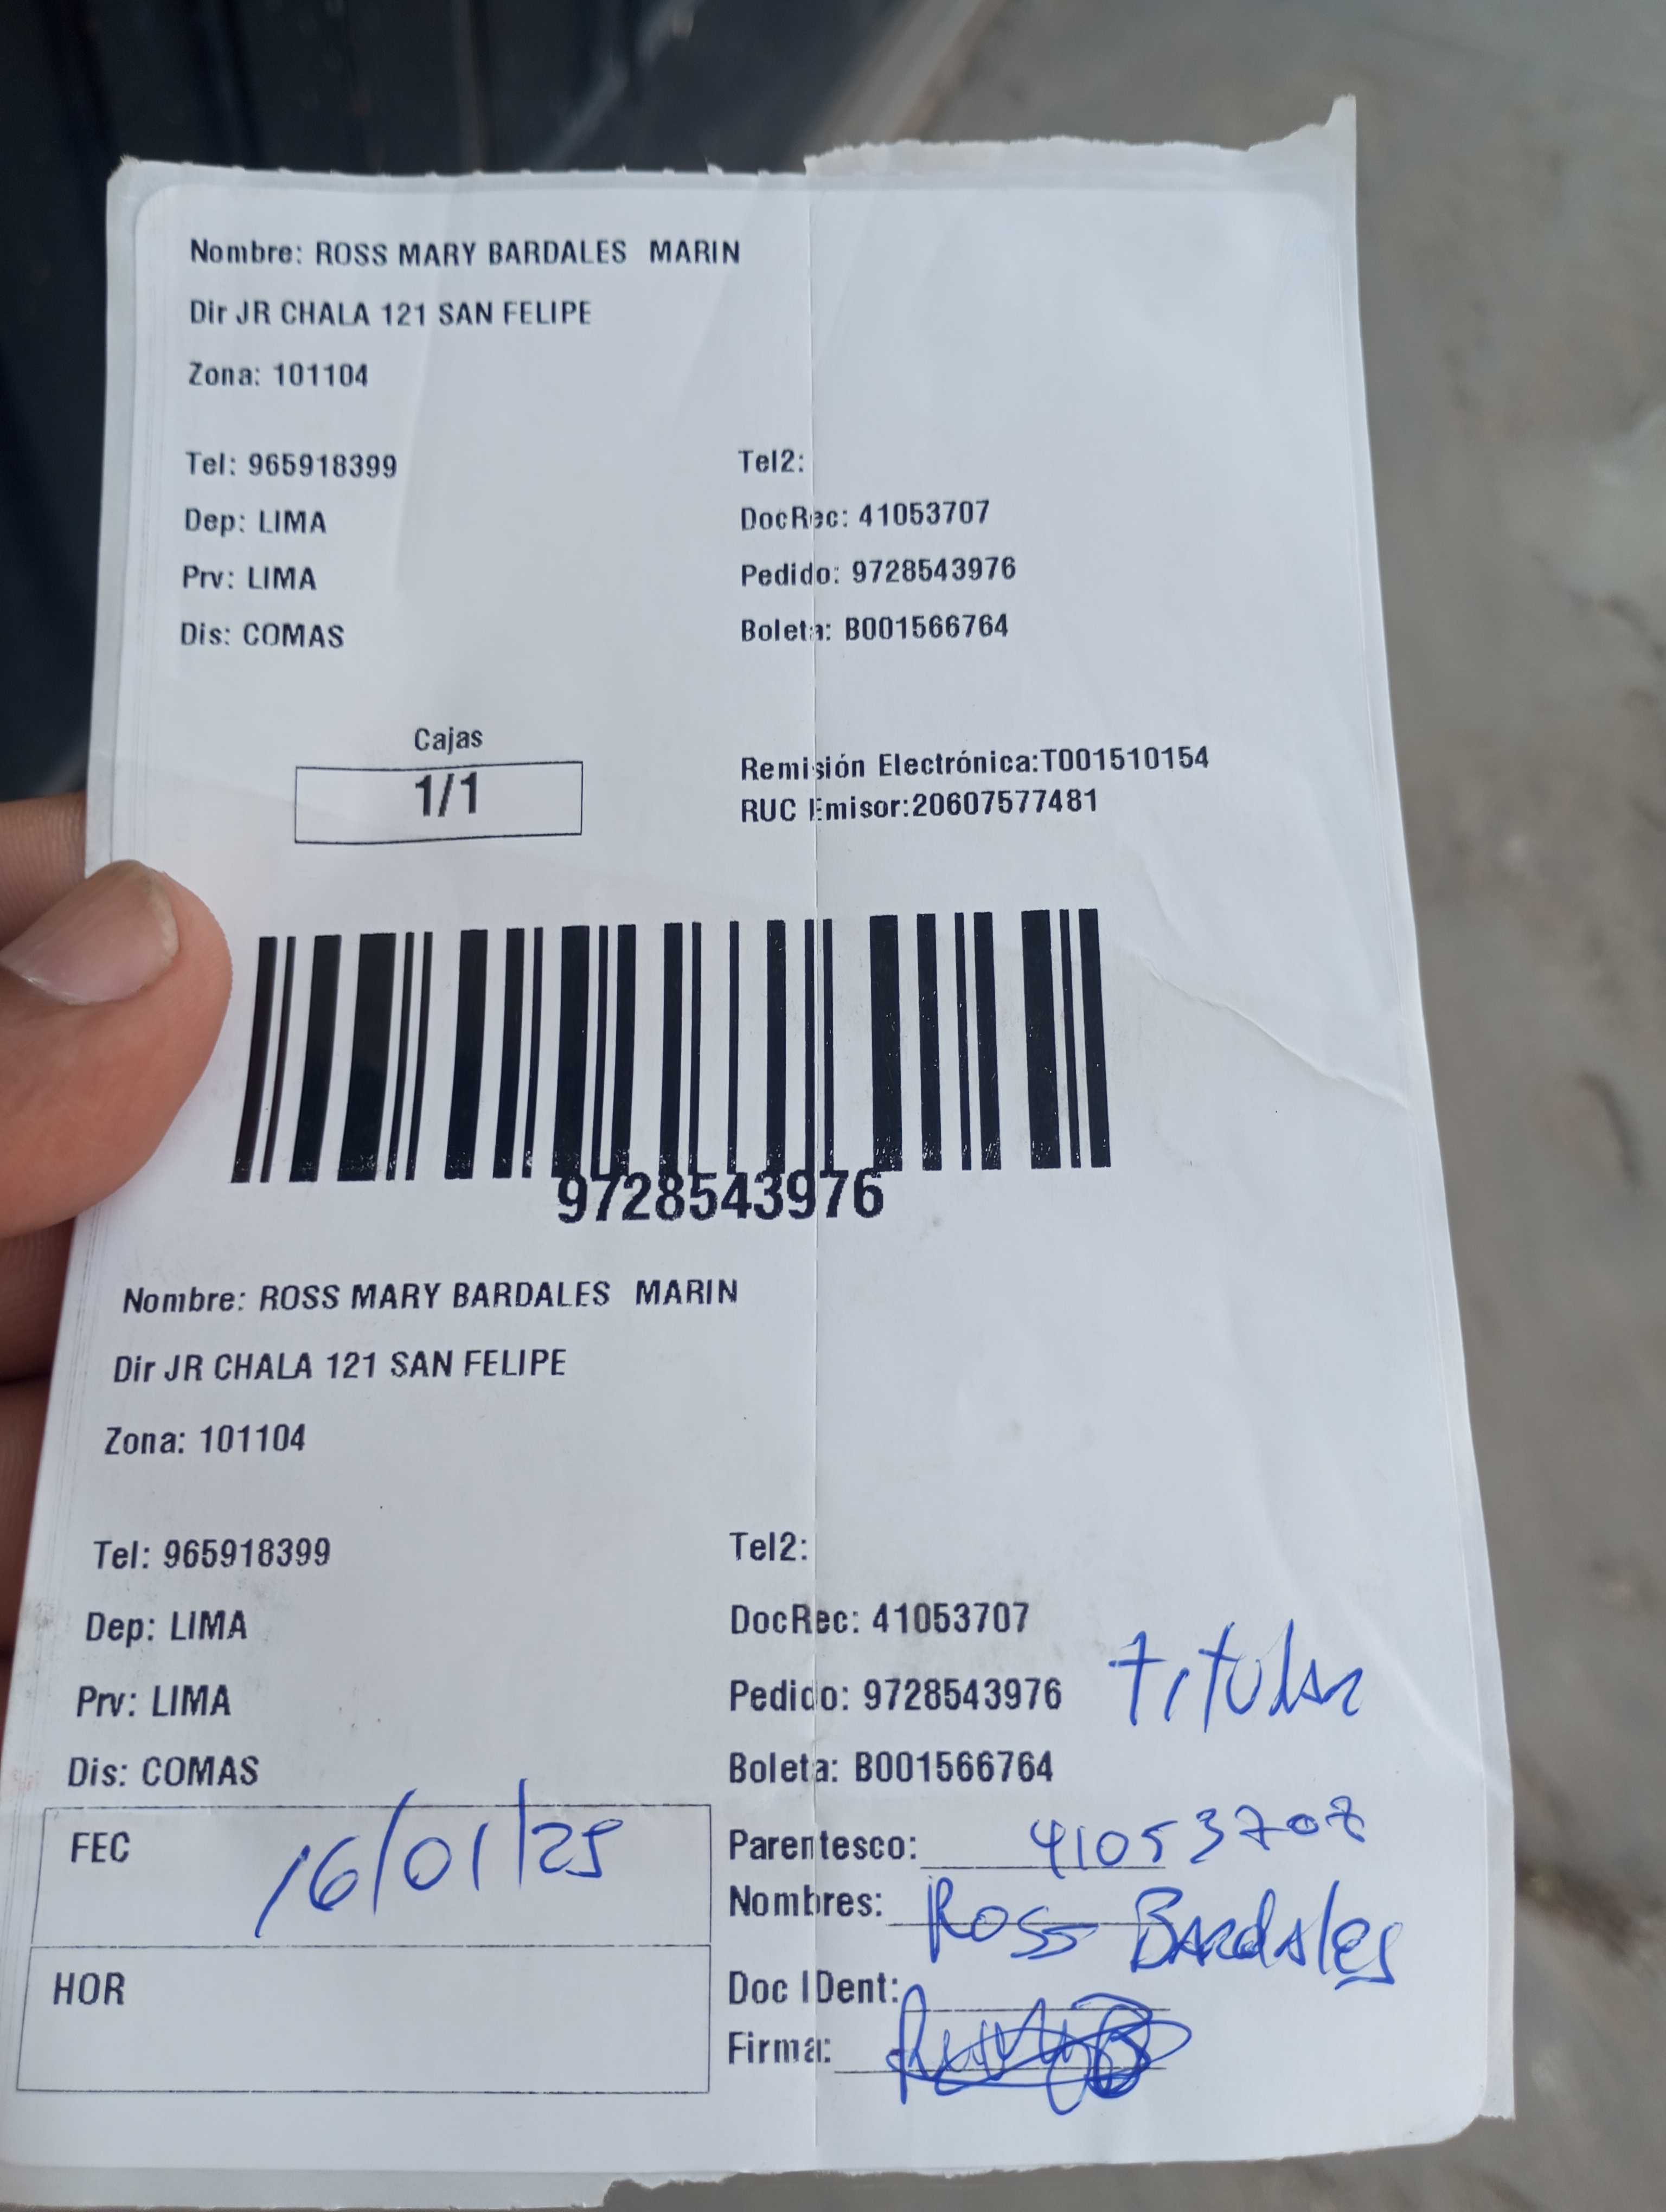 Nombre: ROSS MARY BARDALES MARIN
Dir JR CHALA 121 SAN FELIPE
Zona: 101104
Tel: 965918399 Tel2:
Dep: LIMA DocRec: 41053707
Prv: LIMA Pedido: 9728543976
Dis: COMAS Boleta: B001566764
Cajas
1/1
Remisión Electrónica:T001510154
RUC Emisor:20607577481
9728543976
Nombre: ROSS MARY BARDALES MARIN
Dir JR CHALA 121 SAN FELIPE
Zona: 101104
Tel: 965918399 Tel2:
Dep: LIMA DocRec: 41053707
Prv: LIMA Pedido: 9728543976 titular
Dis: COMAS Boleta: B001566764
FEC 16/01/25
Parentesco: 41053707
Nombres: Ross Bardales
HOR
Doc IDent:
Firma: